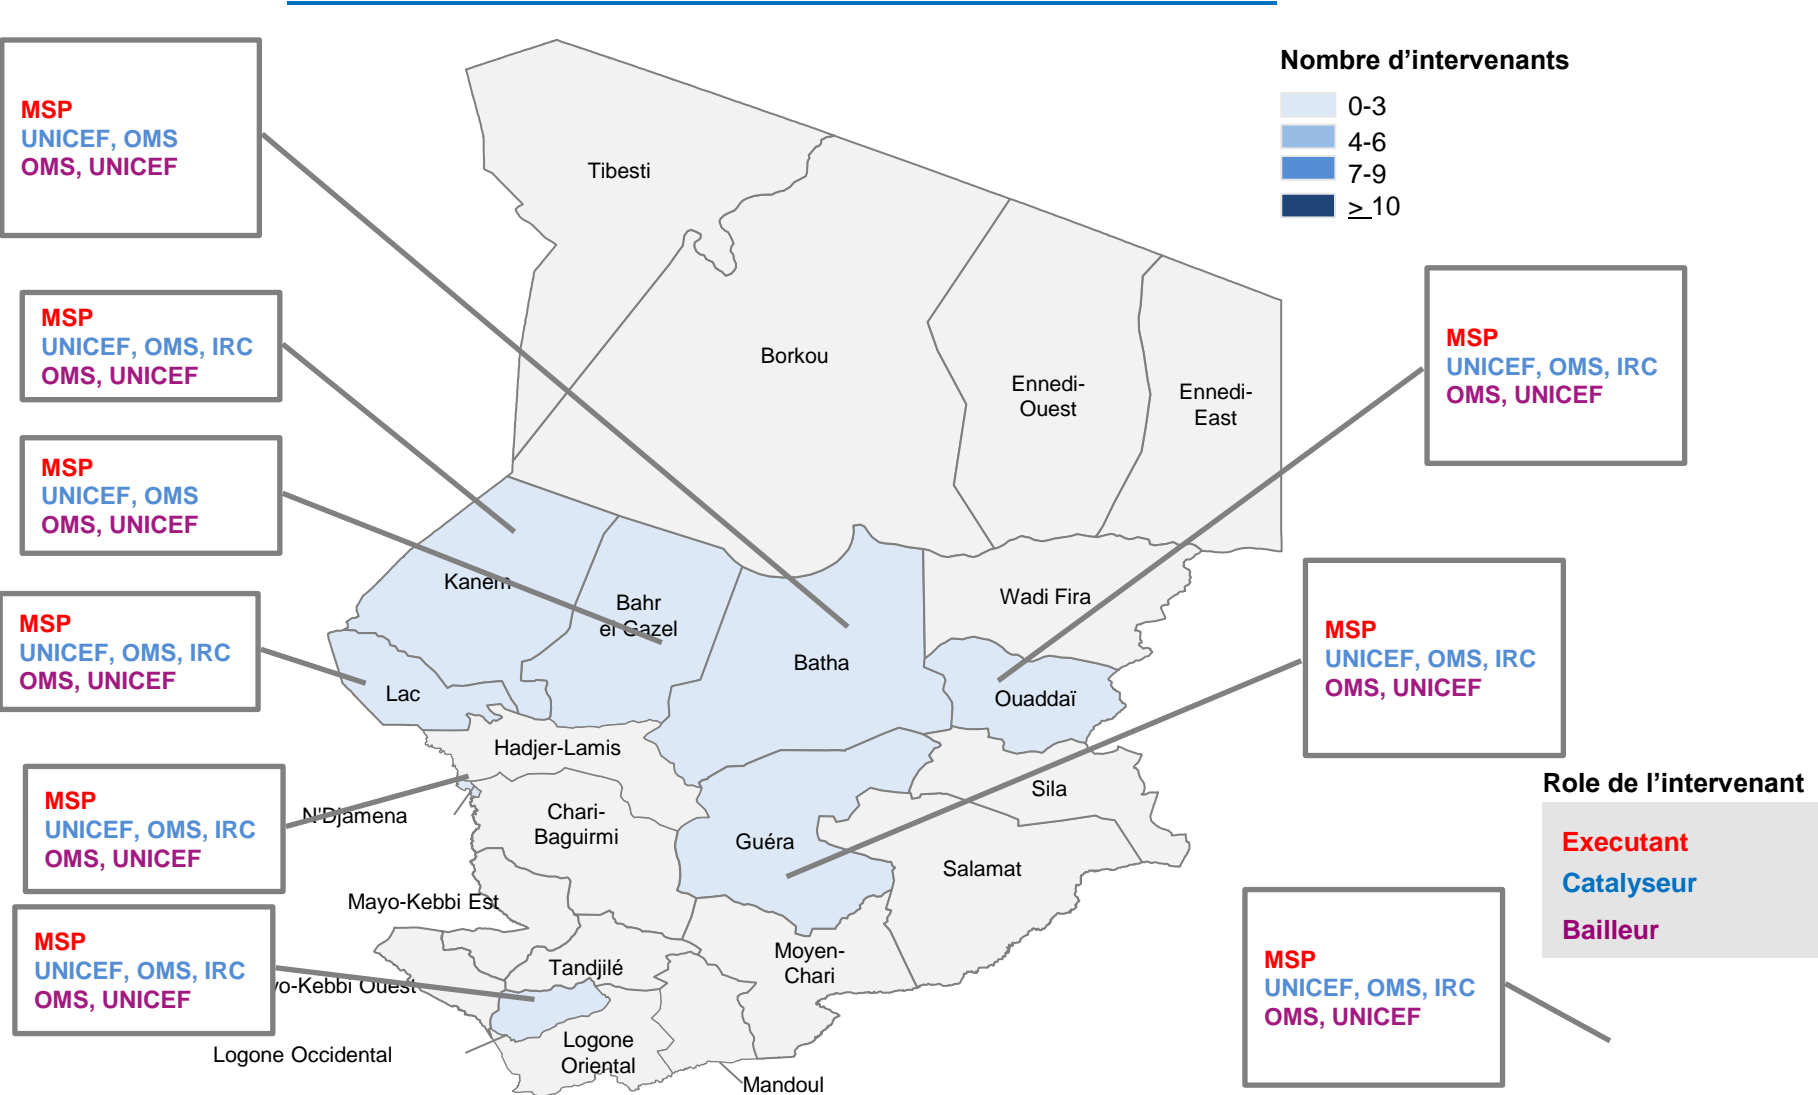 Nombre d'intervenants
0-3
4-6
7-9
> 10
MSP
UNICEF, OMS
OMS, UNICEF
MSP
UNICEF, OMS, IRC
OMS, UNICEF
MSP
UNICEF, OMS
OMS, UNICEF
MSP
UNICEF, OMS, IRC
OMS, UNICEF
MSP
UNICEF, OMS, IRC
OMS, UNICEF
MSP
UNICEF, OMS, IRC
OMS, UNICEF
Tibesti
Borkou
Ennedi-
Ouest
Ennedi-
East
Kanem
Bahr
el Gazel
Batha
Wadi Fira
Ouaddaï
Lac
Hadjer-Lamis
N'Djamena
Chari-
Baguirmi
Guéra
Sila
Salamat
Mayo-Kebbi Est
yo-Kebbi Ouest
Tandjilé
Moyen-
Chari
Logone Occidental
Logone
Oriental
Mandoul
MSP
UNICEF, OMS, IRC
OMS, UNICEF
MSP
UNICEF, OMS, IRC
OMS, UNICEF
Role de l'intervenant
Executant
Catalyseur
Bailleur
MSP
UNICEF, OMS, IRC
OMS, UNICEF